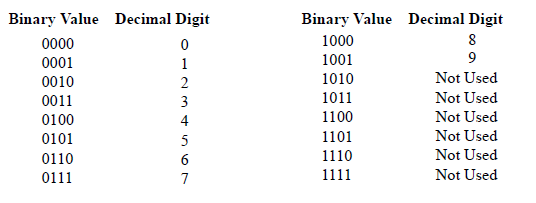 Binary Value Decimal Digit Binary Value Decimal Digit
0000 0 1000 8
0001 1 1001 9
0010 2 1010 Not Used
0011 3 1011 Not Used
0100 4 1100 Not Used
0101 5 1101 Not Used
0110 6 1110 Not Used
0111 7 1111 Not Used